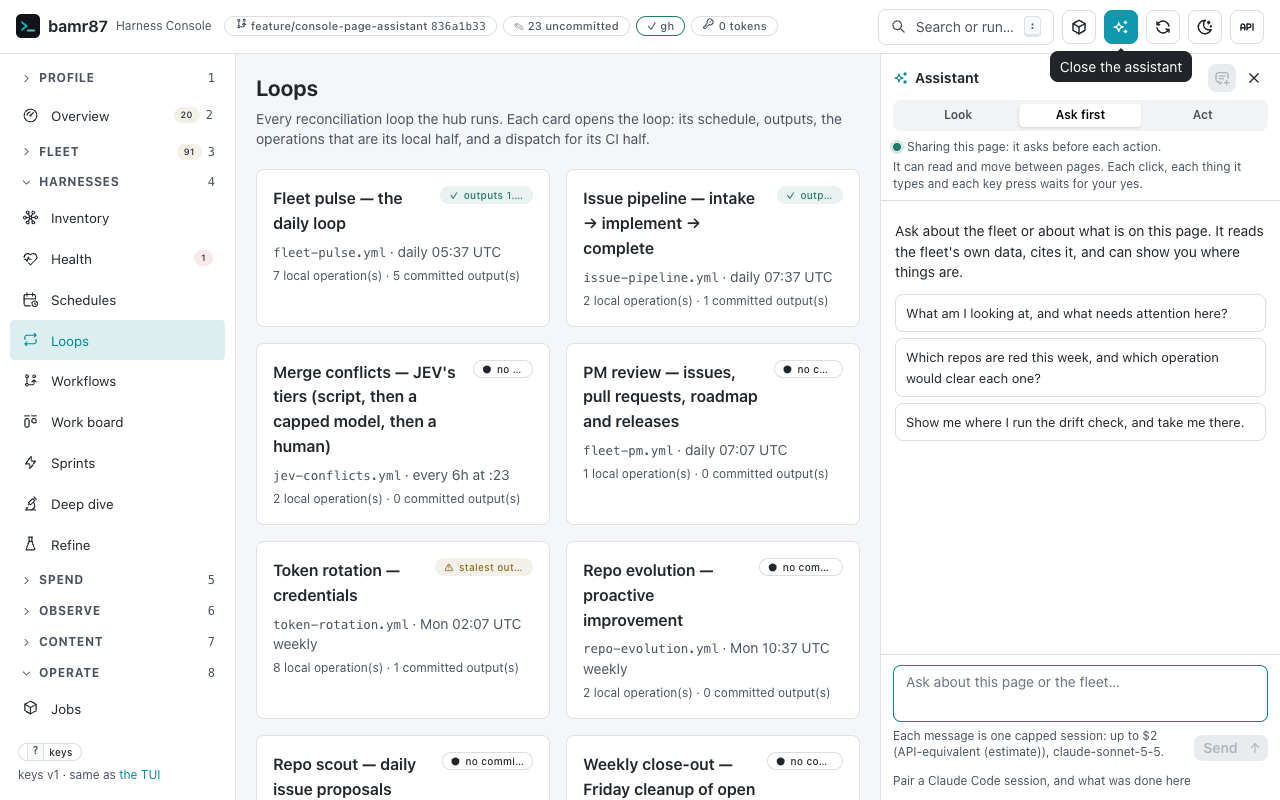 bamr87 Harness Console feature/console-page-assistant 836a1b33 23 uncommitted gh 0 tokens Search or run... : API
Close the assistant
PROFILE 1
Overview 20 2
FLEET 91 3
HARNESSES 4
Inventory
Health 1
Schedules
Loops
Workflows
Work board
Sprints
Deep dive
Refine
SPEND 5
OBSERVE 6
CONTENT 7
OPERATE 8
Jobs
? keys
keys v1 · same as the TUI
Loops
Every reconciliation loop the hub runs. Each card opens the loop: its schedule, outputs, the
operations that are its local half, and a dispatch for its CI half.
Fleet pulse — the
daily loop
outputs 1....
fleet-pulse.yml · daily 05:37 UTC
7 local operation(s) · 5 committed output(s)
Issue pipeline — intake
→ implement →
complete
outp...
issue-pipeline.yml · daily 07:37 UTC
2 local operation(s) · 1 committed output(s)
Merge conflicts — JEV's
tiers (script, then a
capped model, then a
human)
no ...
jev-conflicts.yml · every 6h at :23
2 local operation(s) · 0 committed output(s)
PM review — issues,
pull requests, roadmap
and releases
no c...
fleet-pm.yml · daily 07:07 UTC
1 local operation(s) · 0 committed output(s)
Token rotation —
credentials
stalest out...
token-rotation.yml · Mon 02:07 UTC
weekly
8 local operation(s) · 1 committed output(s)
Repo evolution —
proactive
improvement
no com...
repo-evolution.yml · Mon 10:37 UTC
weekly
2 local operation(s) · 0 committed output(s)
Repo scout — daily
issue proposals
no commi...
Weekly close-out —
Friday cleanup of open
no co...
Assistant
Look Ask first Act
Sharing this page: it asks before each action.
It can read and move between pages. Each click, each thing it
types and each key press waits for your yes.
Ask about the fleet or about what is on this page. It reads
the fleet's own data, cites it, and can show you where
things are.
What am I looking at, and what needs attention here?
Which repos are red this week, and which operation
would clear each one?
Show me where I run the drift check, and take me there.
Ask about this page or the fleet...
Each message is one capped session: up to $2
(API-equivalent (estimate)), claude-sonnet-5-5.
Send ↑
Pair a Claude Code session, and what was done here